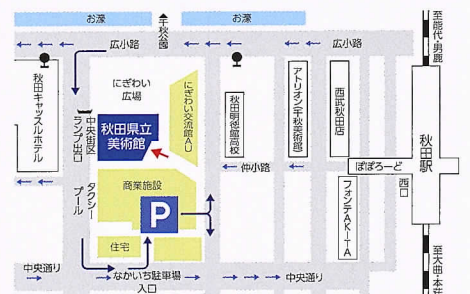 お濠
千秋公園
お濠
至能代・男鹿
広小路
広小路
にぎわい
広場
にぎわい交流館AU
秋田キャッスルホテル
中央街区
ランプ出口
秋田県立
美術館
秋田明徳館高校
アトリオン(千秋美術館)
西武秋田店
秋田駅
仲小路
ぽぽろーど
西口
タクシー
プール
商業施設
P
フォンテAKITA
住宅
中央通り
なかいち駐車場
入口
中央通り
至大曲・本荘